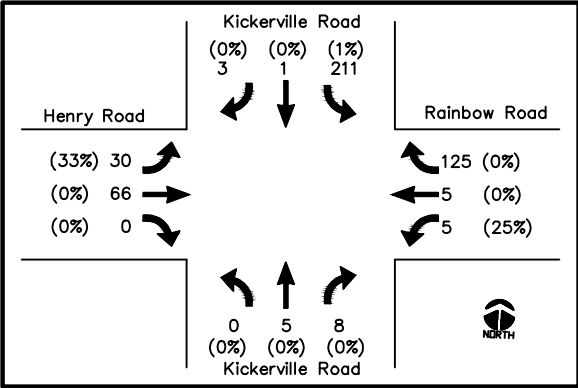 Kickerville Road
(0%) (0%) (1%)
3 1 211
Henry Road
Rainbow Road
(33%) 30
(0%) 66
(0%) 0
125 (0%)
5 (0%)
5 (25%)
0 5 8
(0%) (0%) (0%)
Kickerville Road
NORTH